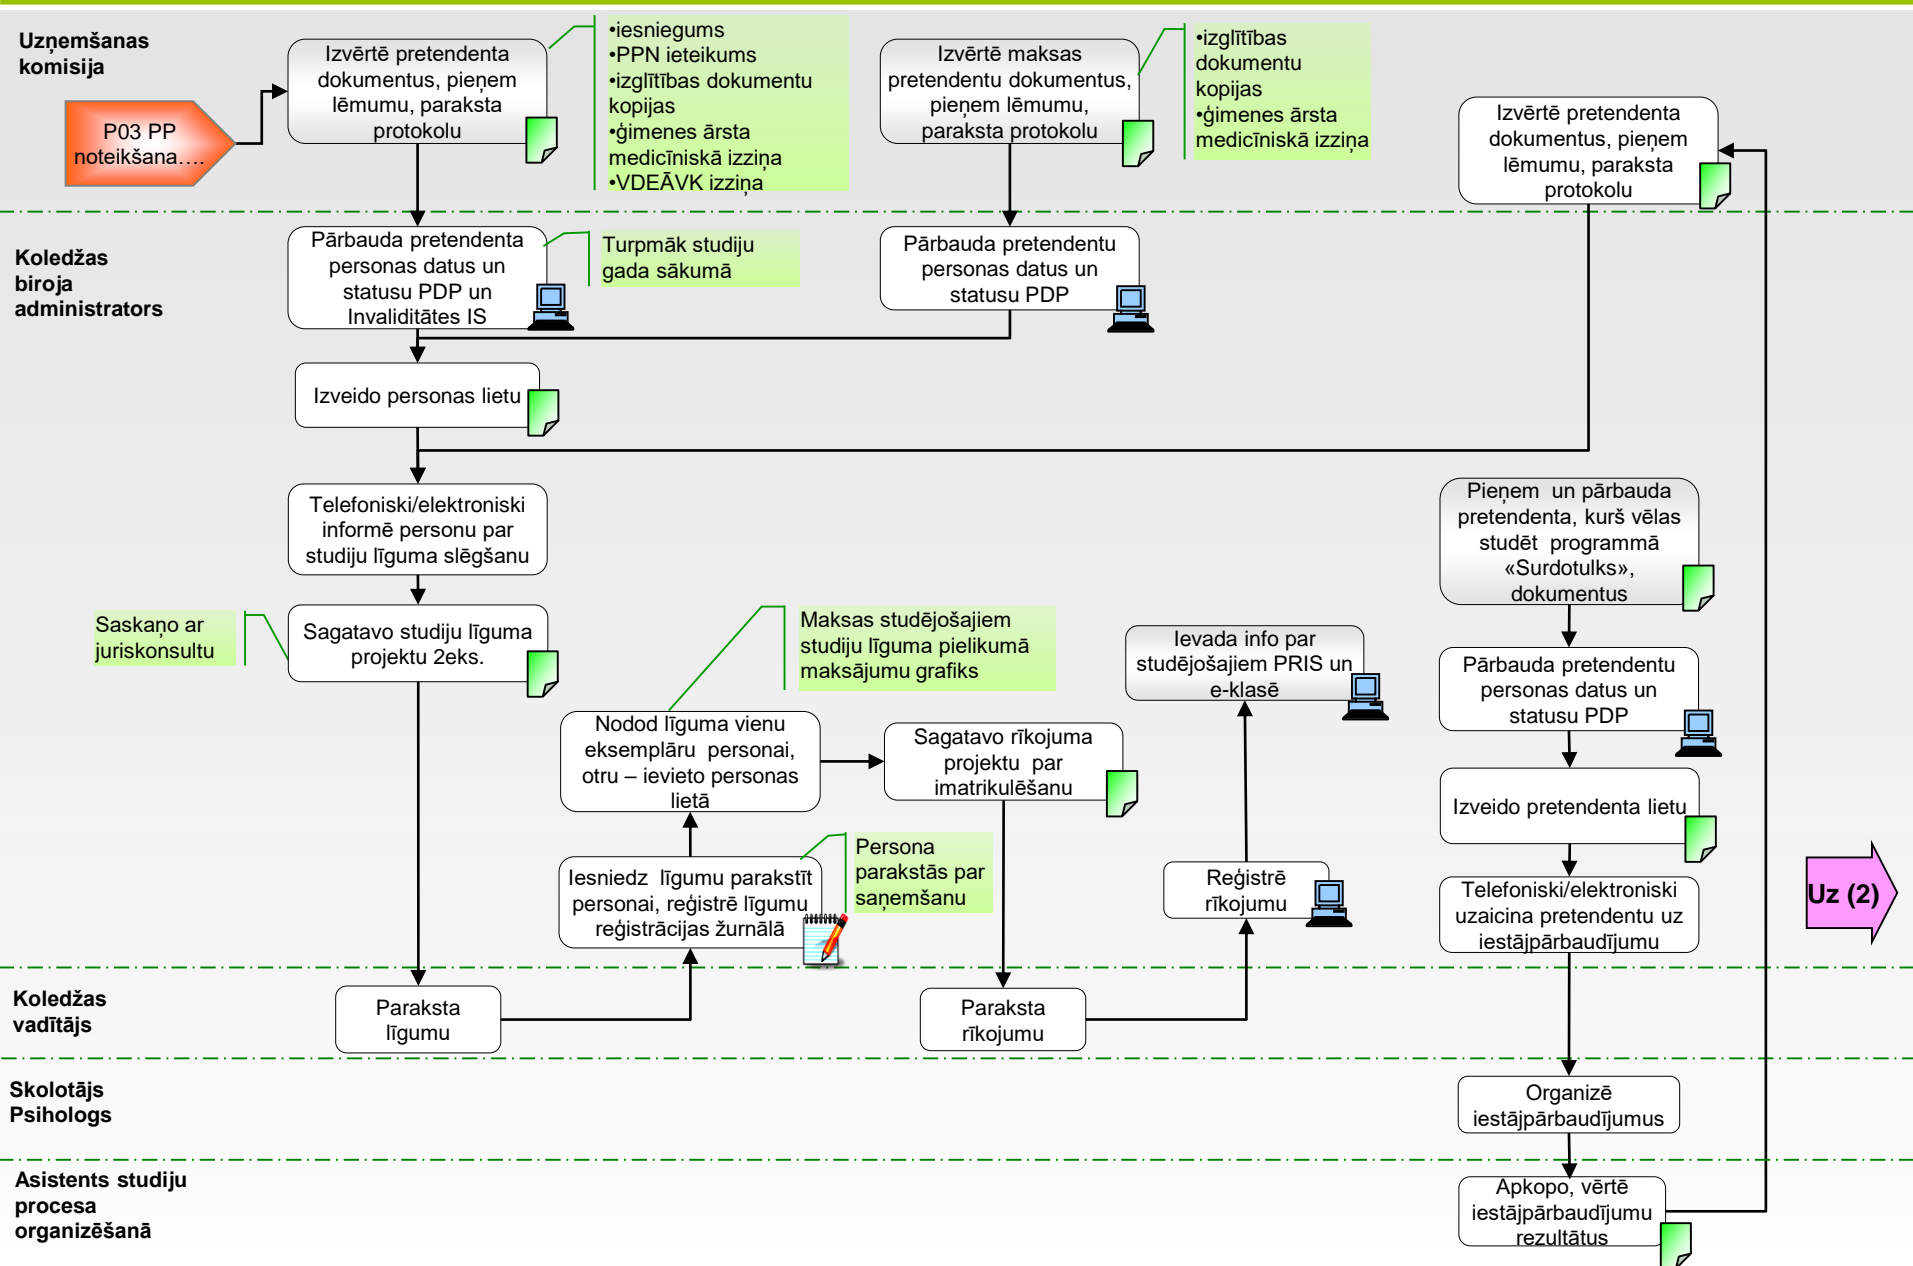 Uzņemšanas
komisija
P03 PP
noteikšana….
Izvērtē pretendenta
dokumentus, pieņem
lēmumu, paraksta
protokolu
•iesniegums
•PPN ieteikums
•izglītības dokumentu
kopijas
•ģimenes ārsta
medicīniskā izziņa
•VDEĀVK izziņa
Izvērtē maksas
pretendentu dokumentus,
pieņem lēmumu,
paraksta protokolu
•izglītības
dokumentu
kopijas
•ģimenes ārsta
medicīniskā izziņa
Izvērtē pretendenta
dokumentus, pieņem
lēmumu, paraksta
protokolu
Koledžas
biroja
administrators
Pārbauda pretendenta
personas datus un
statusu PDP un
Invaliditātes IS
Turpmāk studiju
gada sākumā
Pārbauda pretendentu
personas datus un
statusu PDP
Izveido personas lietu
Telefoniski/elektroniski
informē personu par
studiju līguma slēgšanu
Saskaņo ar
juriskonsultu
Sagatavo studiju līguma
projektu 2eks.
Maksas studējošajiem
studiju līguma pielikumā
maksājumu grafiks
Nodod līguma vienu
eksemplāru personai,
otru – ievieto personas
lietā
Iesniedz līgumu parakstīt
personai, reģistrē līgumu
reģistrācijas žurnālā
Persona
parakstās par
saņemšanu
Sagatavo rīkojuma
projektu par
imatrikulēšanu
Ievada info par
studējošajiem PRIS un
e-klasē
Reģistrē
rīkojumu
Pieņem un pārbauda
pretendenta, kurš vēlas
studēt programmā
«Surdotulks»,
dokumentus
Pārbauda pretendentu
personas datus un
statusu PDP
Izveido pretendenta lietu
Telefoniski/elektroniski
uzaicina pretendentu uz
iestājpārbaudījumu
Uz (2)
Koledžas
vadītājs
Paraksta
līgumu
Paraksta
rīkojumu
Skolotājs
Psihologs
Organizē
iestājpārbaudījumus
Asistents studiju
procesa
organizēšanā
Apkopo, vērtē
iestājpārbaudījumu
rezultātus